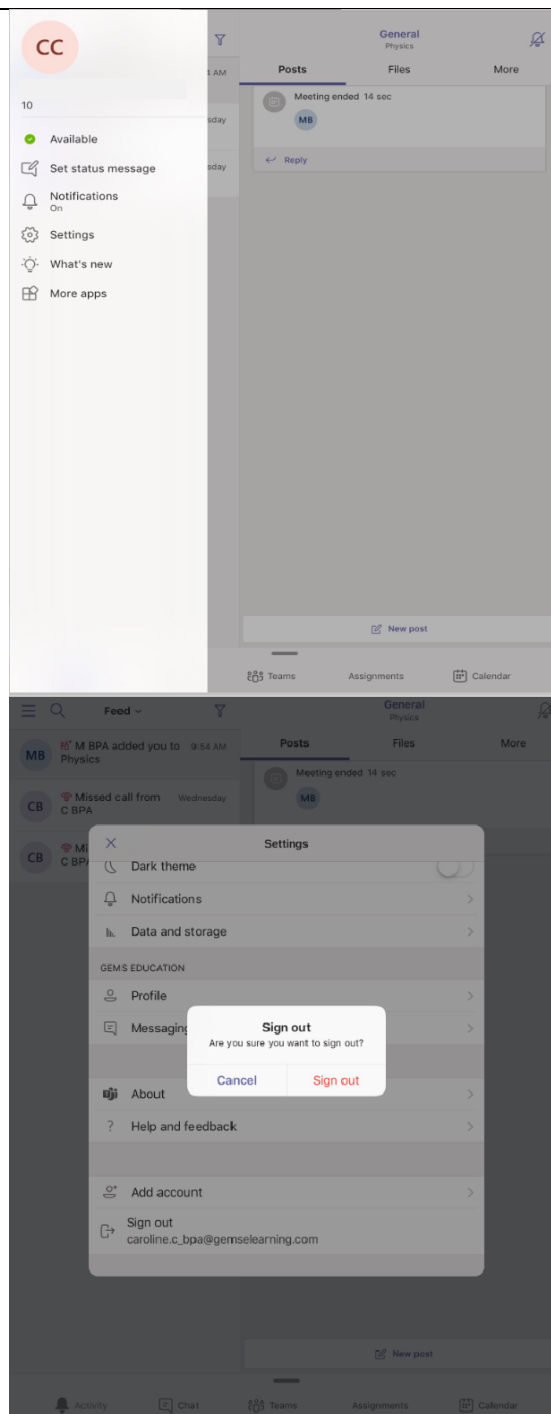 CC
General
Physics
4 AM
Posts Files More
Meeting ended 14 sec
MB
10
sday
Available
Reply
Set status message
sday
Notifications
On
Settings
What's new
More apps
New post
Teams Assignments Calendar
Feed
General
Physics
MB M BPA added you to 9:54 AM
Physics
Posts Files More
Meeting ended 14 sec
MB
CB Missed call from Wednesday
C BPA
CB Mi
C BPA
Settings
Dark theme
Notifications
Data and storage
GEMS EDUCATION
Profile
Messaging
Sign out
Are you sure you want to sign out?
Cancel Sign out
About
? Help and feedback
Add account
Sign out
caroline.c_bpa@gemselearning.com
New post
Activity Chat Teams Assignments Calendar